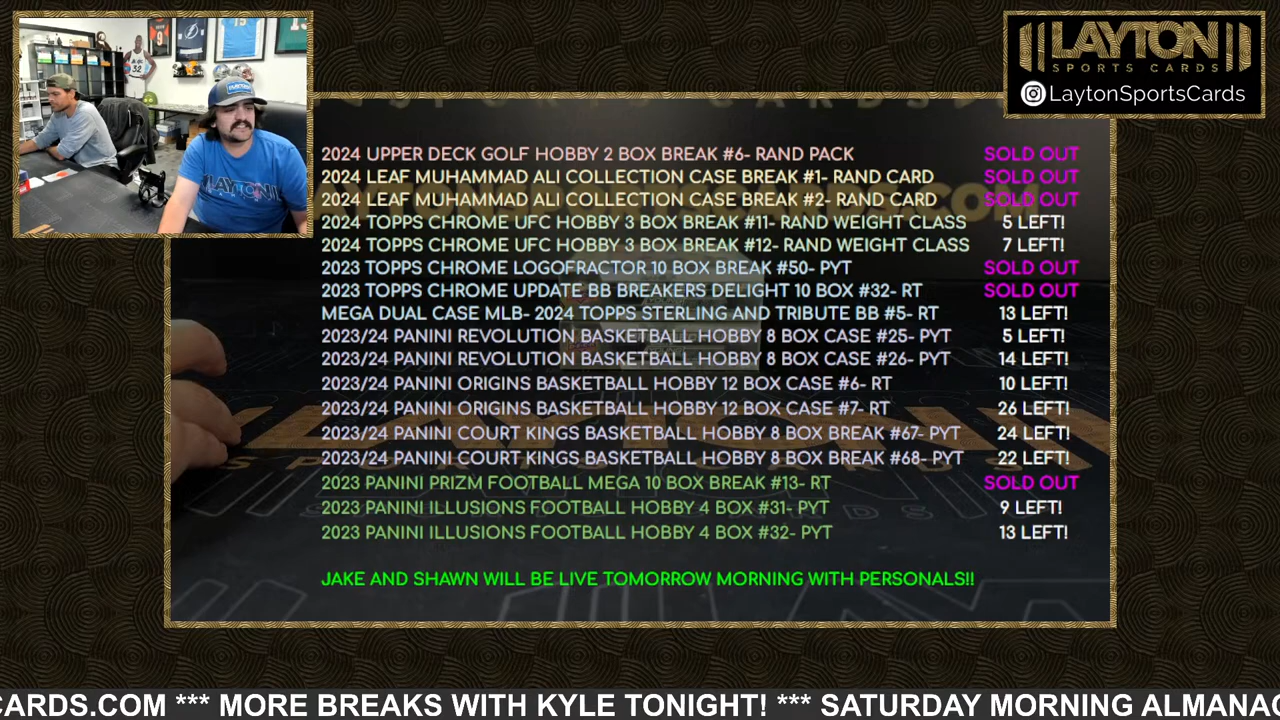 LAYTON
SPORTS CARDS
LaytonSportsCards
2024 UPPER DECK GOLF HOBBY 2 BOX BREAK #6- RAND PACK SOLD OUT
2024 LEAF MUHAMMAD ALI COLLECTION CASE BREAK #1- RAND CARD SOLD OUT
2024 LEAF MUHAMMAD ALI COLLECTION CASE BREAK #2- RAND CARD SOLD OUT
2024 TOPPS CHROME UFC HOBBY 3 BOX BREAK #11- RAND WEIGHT CLASS 5 LEFT!
2024 TOPPS CHROME UFC HOBBY 3 BOX BREAK #12- RAND WEIGHT CLASS 7 LEFT!
2023 TOPPS CHROME LOGOFRACTOR 10 BOX BREAK #50- PYT SOLD OUT
2023 TOPPS CHROME UPDATE BB BREAKERS DELIGHT 10 BOX #32- RT SOLD OUT
MEGA DUAL CASE MLB- 2024 TOPPS STERLING AND TRIBUTE BB #5- RT 13 LEFT!
2023/24 PANINI REVOLUTION BASKETBALL HOBBY 8 BOX CASE #25- PYT 5 LEFT!
2023/24 PANINI REVOLUTION BASKETBALL HOBBY 8 BOX CASE #26- PYT 14 LEFT!
2023/24 PANINI ORIGINS BASKETBALL HOBBY 12 BOX CASE #6- RT 10 LEFT!
2023/24 PANINI ORIGINS BASKETBALL HOBBY 12 BOX CASE #7- RT 26 LEFT!
2023/24 PANINI COURT KINGS BASKETBALL HOBBY 8 BOX BREAK #67- PYT 24 LEFT!
2023/24 PANINI COURT KINGS BASKETBALL HOBBY 8 BOX BREAK #68- PYT 22 LEFT!
2023 PANINI PRIZM FOOTBALL MEGA 10 BOX BREAK #13- RT SOLD OUT
2023 PANINI ILLUSIONS FOOTBALL HOBBY 4 BOX #31- PYT 9 LEFT!
2023 PANINI ILLUSIONS FOOTBALL HOBBY 4 BOX #32- PYT 13 LEFT!
JAKE AND SHAWN WILL BE LIVE TOMORROW MORNING WITH PERSONALS!!
CARDS.COM *** MORE BREAKS WITH KYLE TONIGHT! *** SATURDAY MORNING ALMANAC